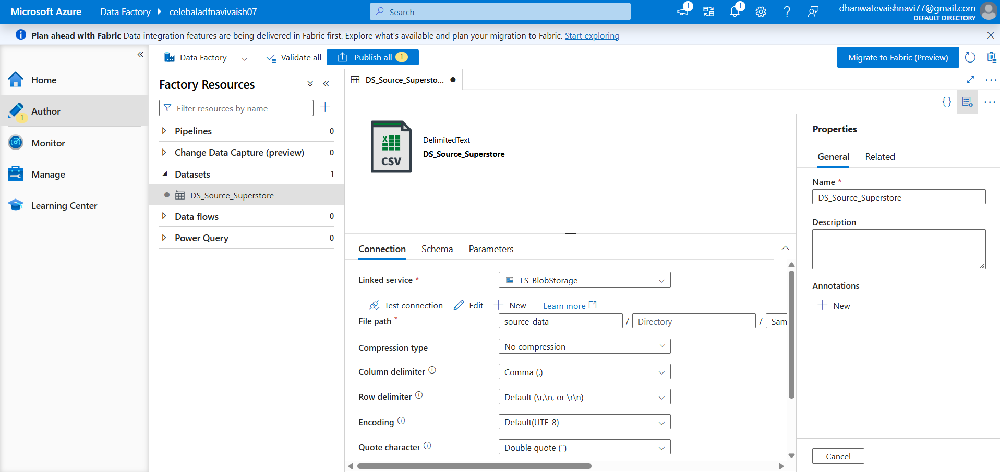 Microsoft Azure
Data Factory
celebaladfnavivaish07
Search
1
1
dhanwatevaishnavi77@gmail.com
DEFAULT DIRECTORY
Plan ahead with Fabric Data integration features are being delivered in Fabric first. Explore what's available and plan your migration to Fabric. Start exploring
Home
Author
1
Monitor
Manage
Learning Center
Data Factory
Validate all
Publish all 1
Migrate to Fabric (Preview)
Factory Resources
Filter resources by name
Pipelines 0
Change Data Capture (preview) 0
Datasets 1
DS_Source_Superstore
Data flows 0
Power Query 0
DS_Source_Supersto...
X
CSV
DelimitedText
DS_Source_Superstore
Connection
Schema
Parameters
Linked service *
LS_BlobStorage
Test connection
Edit
New
Learn more
File path *
source-data / Directory / Sam
Compression type
No compression
Column delimiter
Comma (,)
Row delimiter
Default (\r,\n, or \r\n)
Encoding
Default(UTF-8)
Quote character
Double quote (")
Properties
General
Related
Name *
DS_Source_Superstore
Description
Annotations
New
Cancel